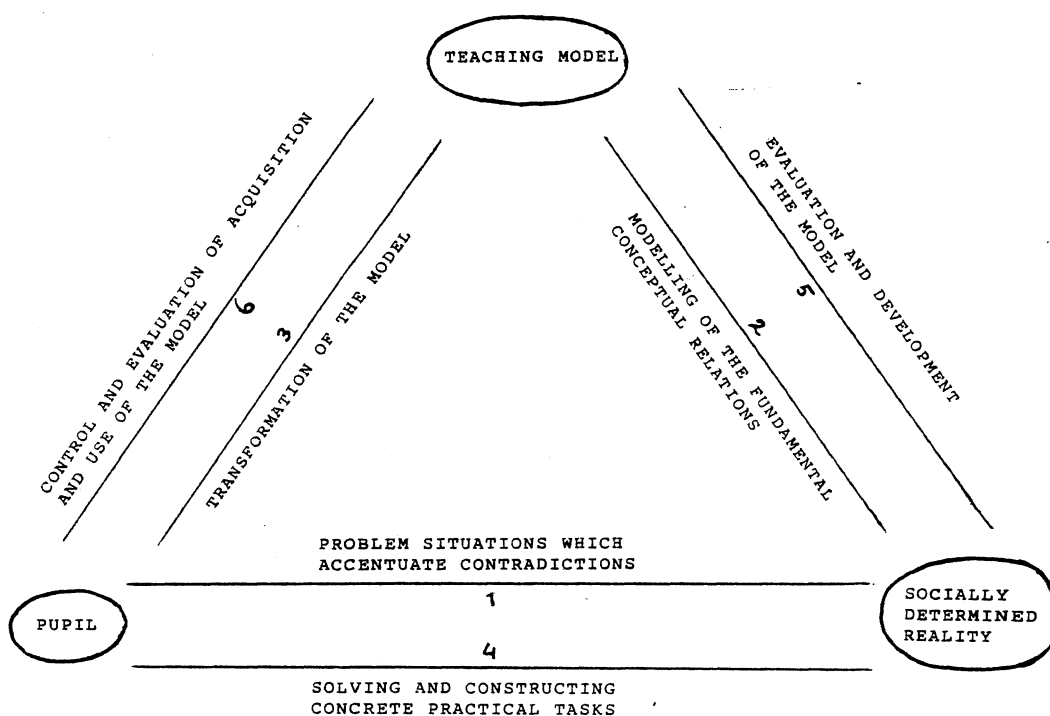 TEACHING MODEL
CONTROL AND EVALUATION OF ACQUISITION
AND USE OF THE MODEL
6
3
TRANSFORMATION OF THE MODEL
MODELLING OF THE FUNDAMENTAL
CONCEPTUAL RELATIONS
2
5
EVALUATION AND DEVELOPMENT
OF THE MODEL
PROBLEM SITUATIONS WHICH
ACCENTUATE CONTRADICTIONS
1
PUPIL
SOCIALLY
DETERMINED
REALITY
4
SOLVING AND CONSTRUCTING
CONCRETE PRACTICAL TASKS